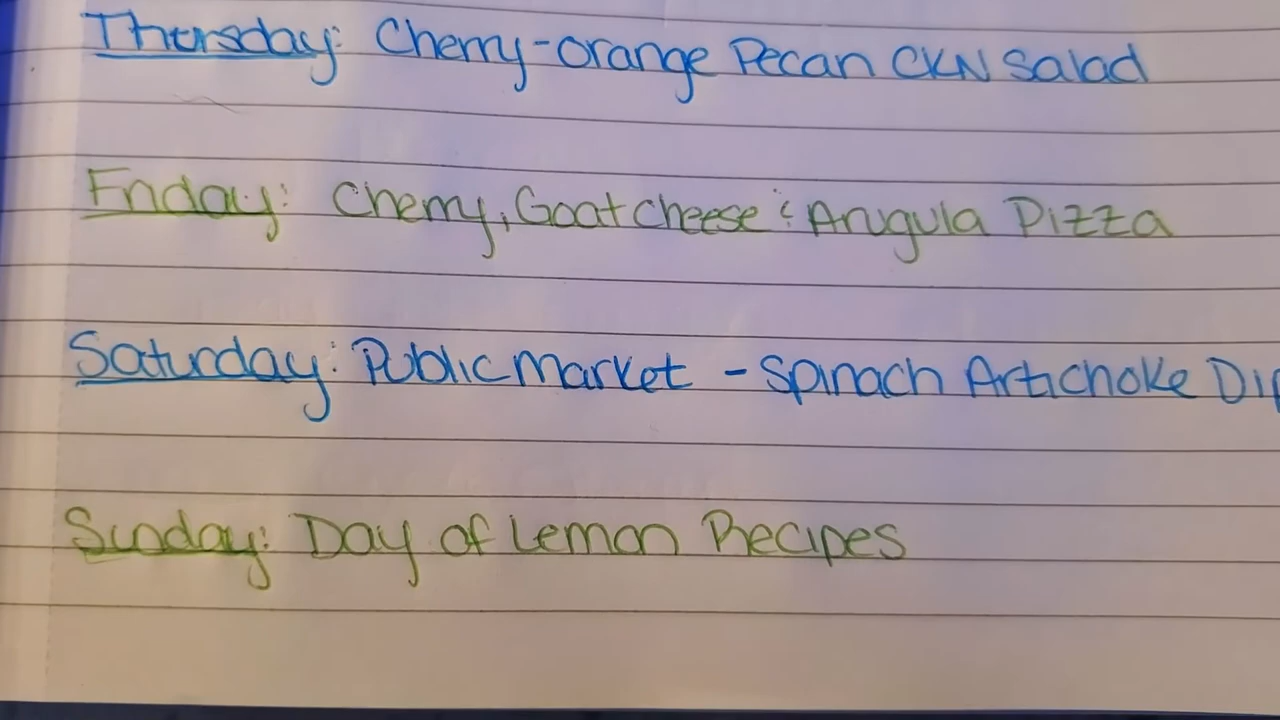 Thursday: Cherry-orange Pecan CKN Salad
Friday: Cherry, Goat cheese & Arugula Pizza
Saturday: Public Market - Spinach Artichoke Dip
Sunday: Day of Lemon Recipes